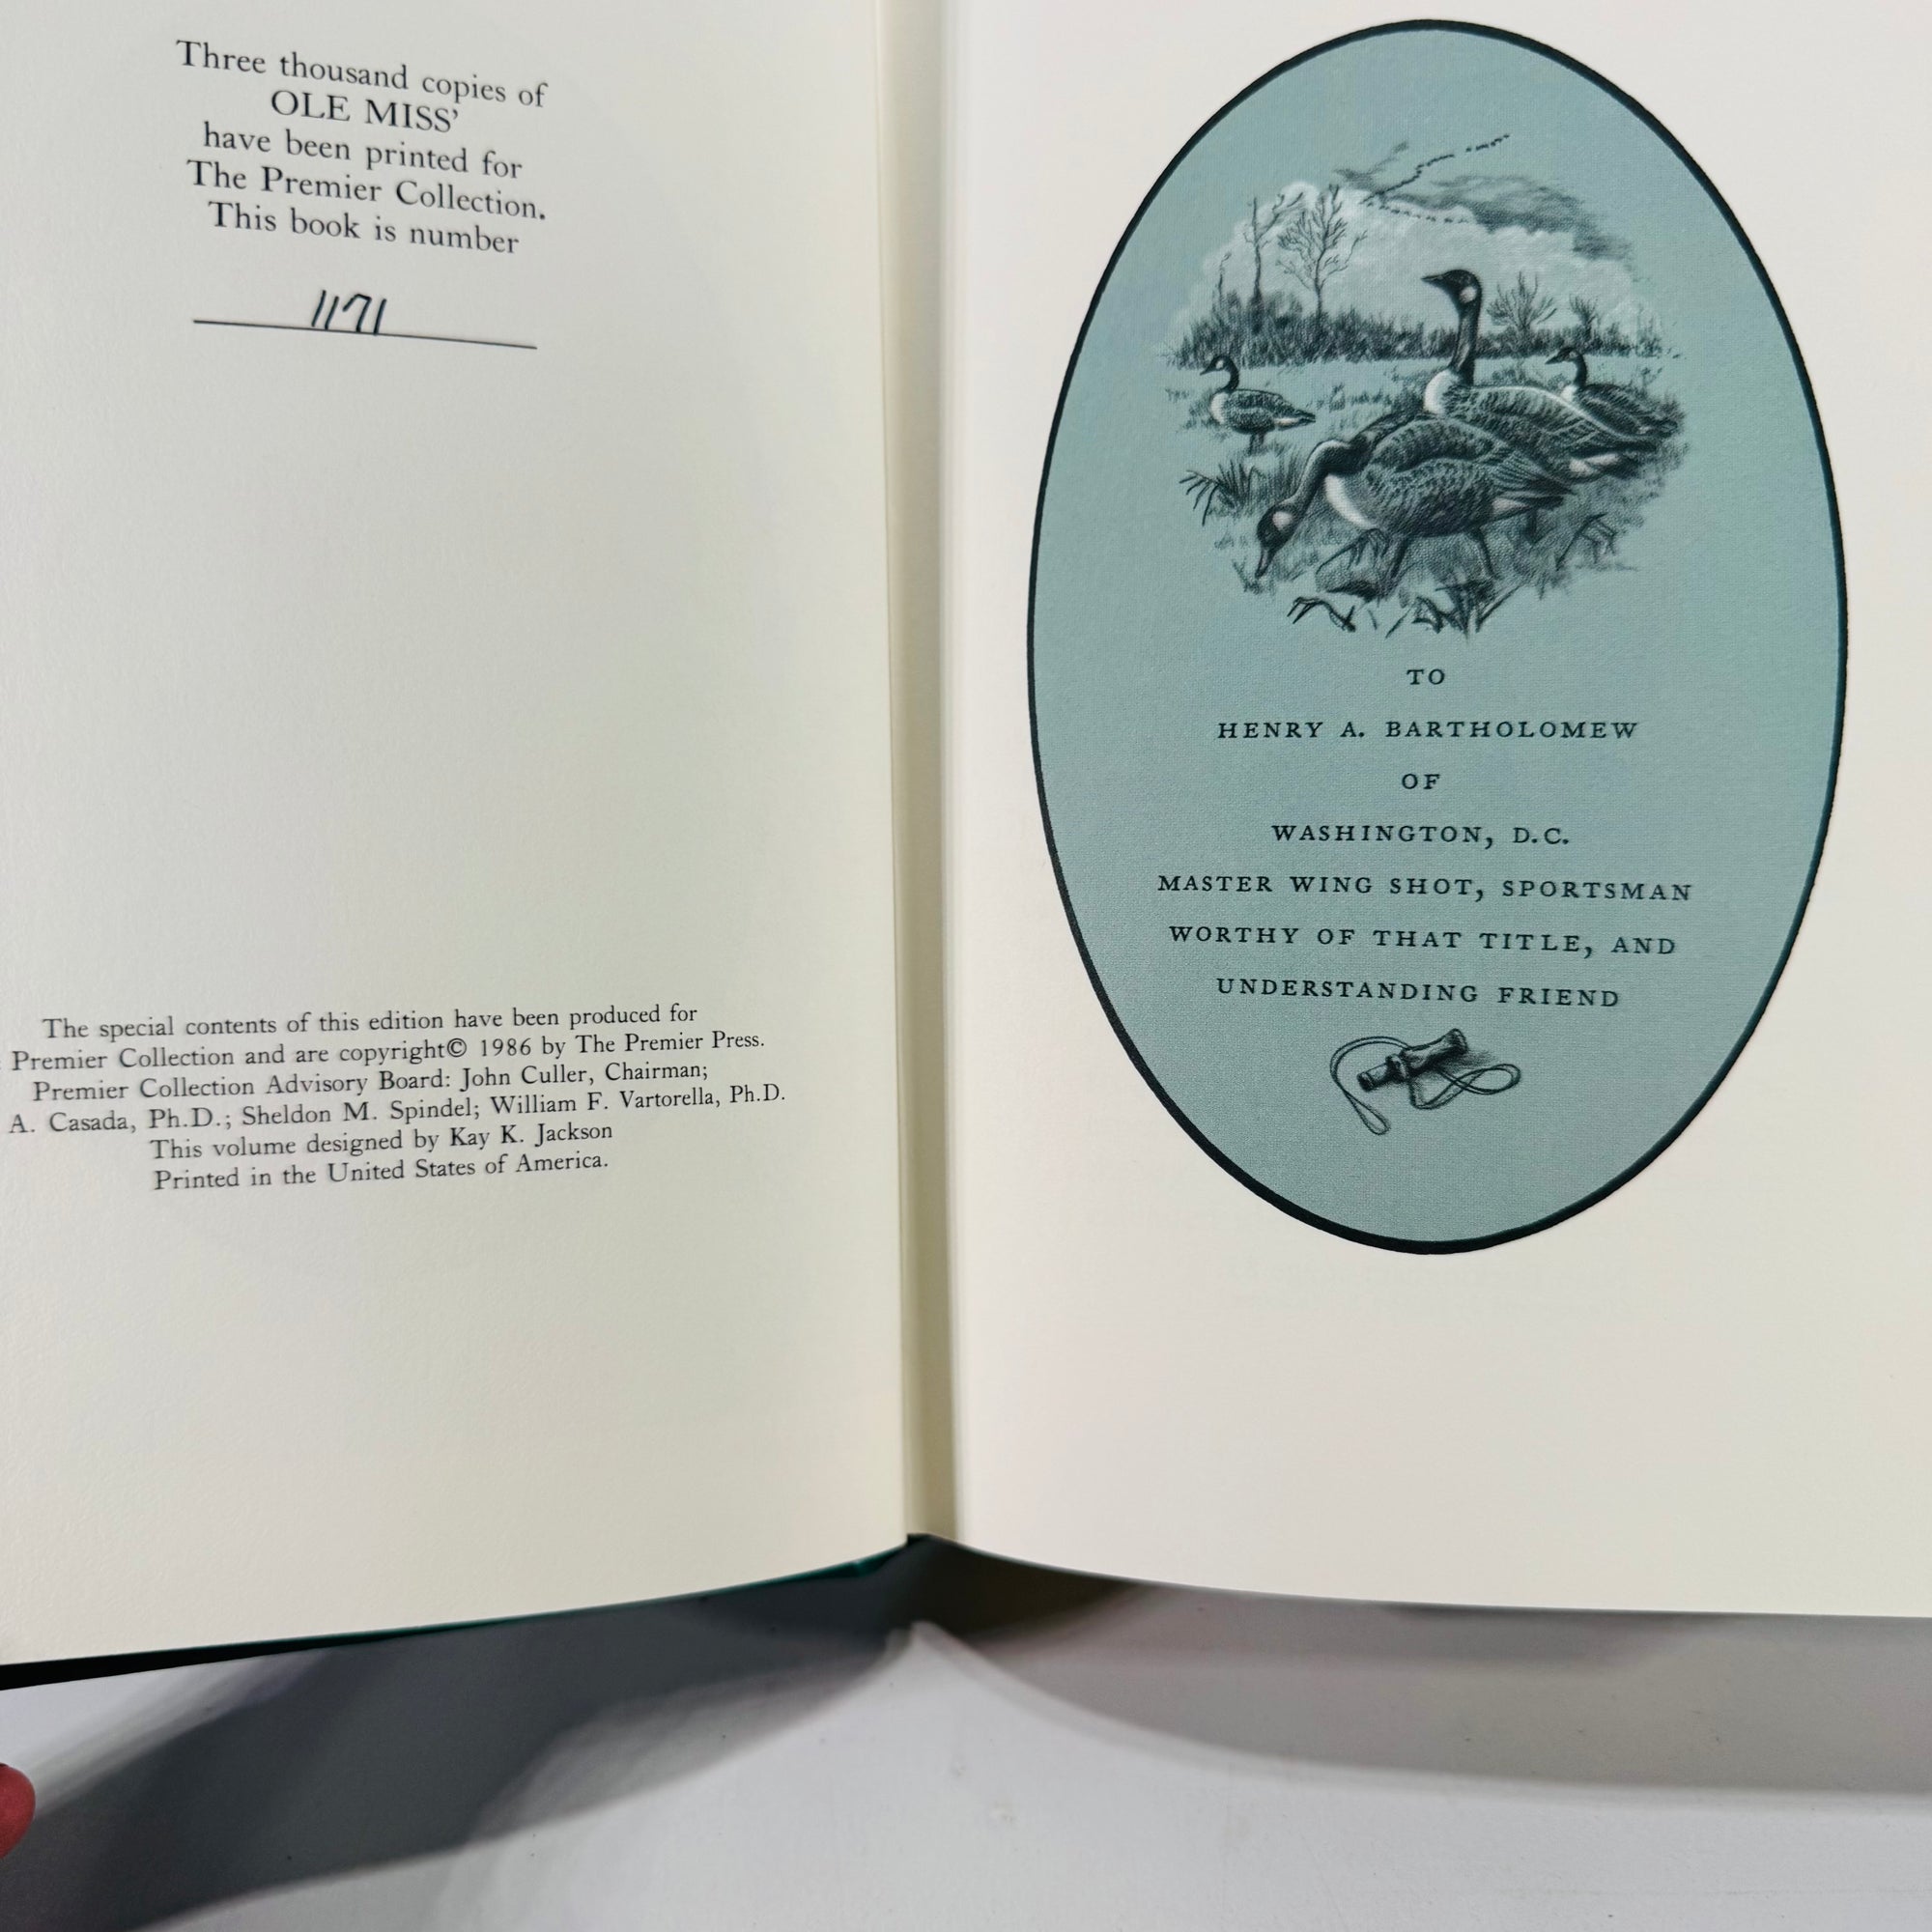 Three thousand copies of
OLE MISS'
have been printed for
The Premier Collection.
This book is number
1171
The special contents of this edition have been produced for
Premier Collection and are copyright© 1986 by The Premier Press.
Premier Collection Advisory Board: John Culler, Chairman;
A. Casada, Ph.D.; Sheldon M. Spindel; William F. Vartorella, Ph.D.
This volume designed by Kay K. Jackson
Printed in the United States of America.
TO
HENRY A. BARTHOLOMEW
OF
WASHINGTON, D.C.
MASTER WING SHOT, SPORTSMAN
WORTHY OF THAT TITLE, AND
UNDERSTANDING FRIEND